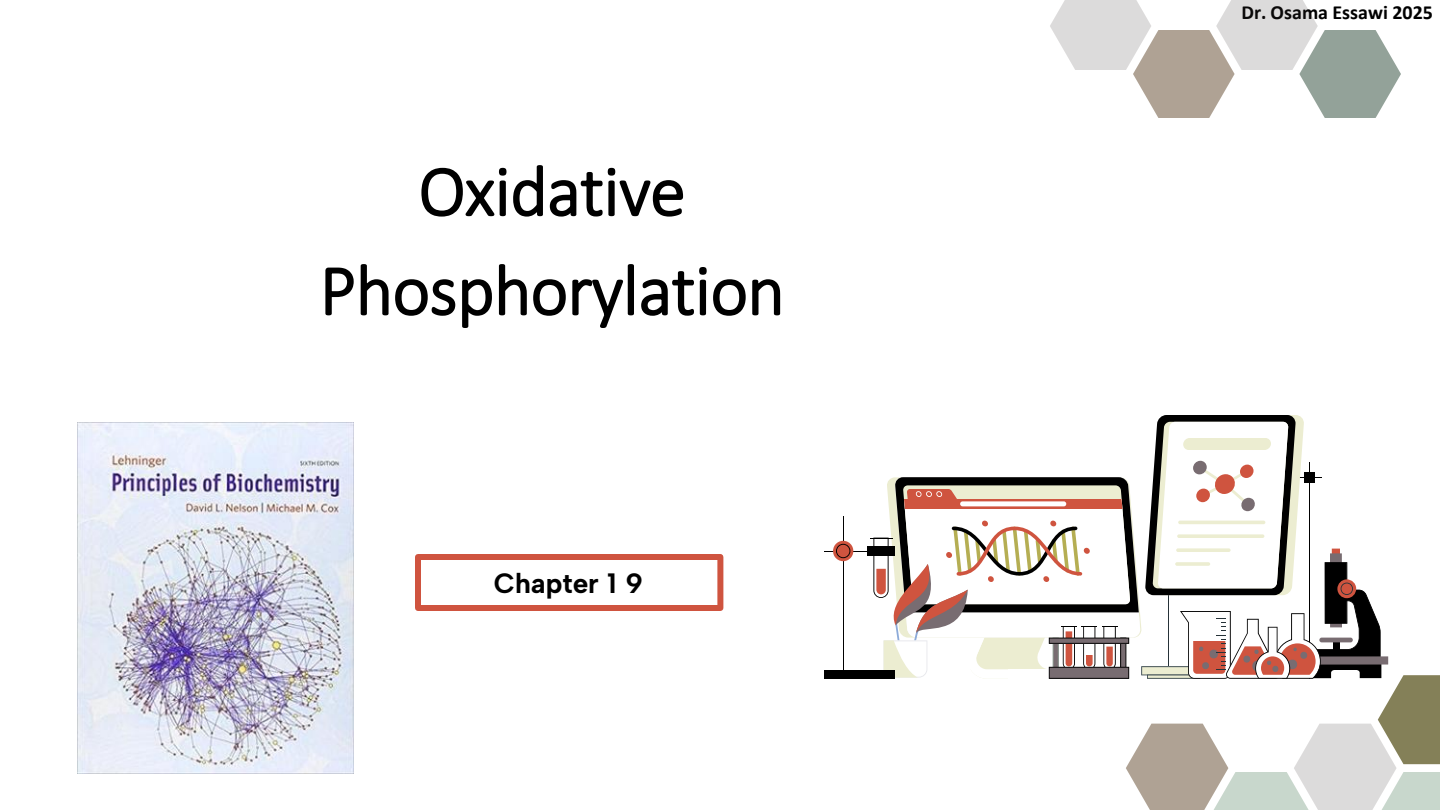 Dr. Osama Essawi 2025
Oxidative
Phosphorylation
Lehninger
SIXTH EDITION
Principles of Biochemistry
David L. Nelson | Michael M. Cox
Chapter 1 9